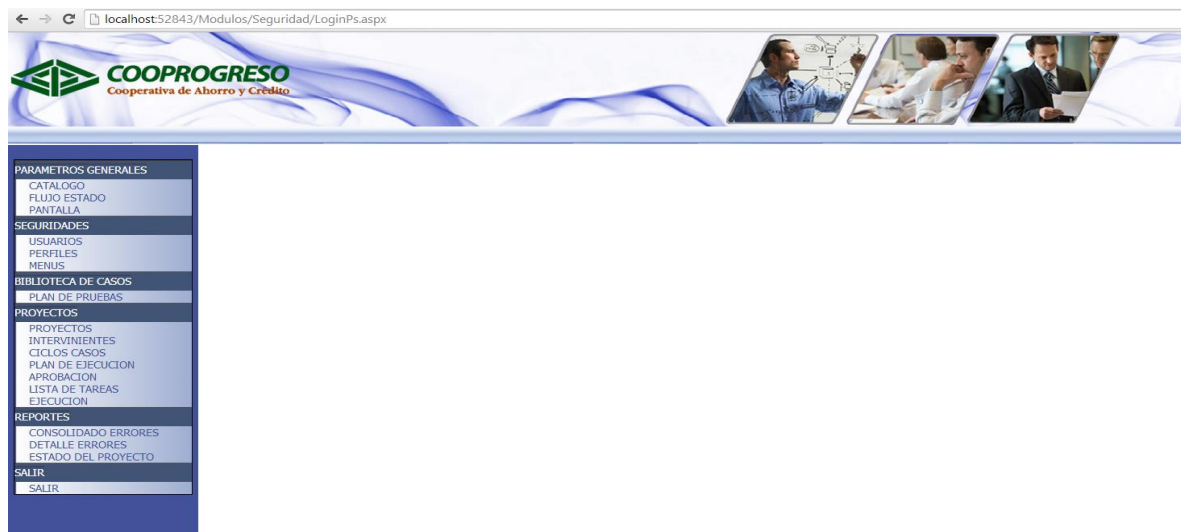 localhost:52843/Modulos/Seguridad/LoginPs.aspx
COOPROGRESO
Cooperativa de Ahorro y Crédito
PARAMETROS GENERALES
CATALOGO
FLUJO ESTADO
PANTALLA
SEGURIDADES
USUARIOS
PERFILES
MENUS
BIBLIOTECA DE CASOS
PLAN DE PRUEBAS
PROYECTOS
PROYECTOS
INTERVINIENTES
CICLOS CASOS
PLAN DE EJECUCION
APROBACION
LISTA DE TAREAS
EJECUCION
REPORTES
CONSOLIDADO ERRORES
DETALLE ERRORES
ESTADO DEL PROYECTO
SALIR
SALIR